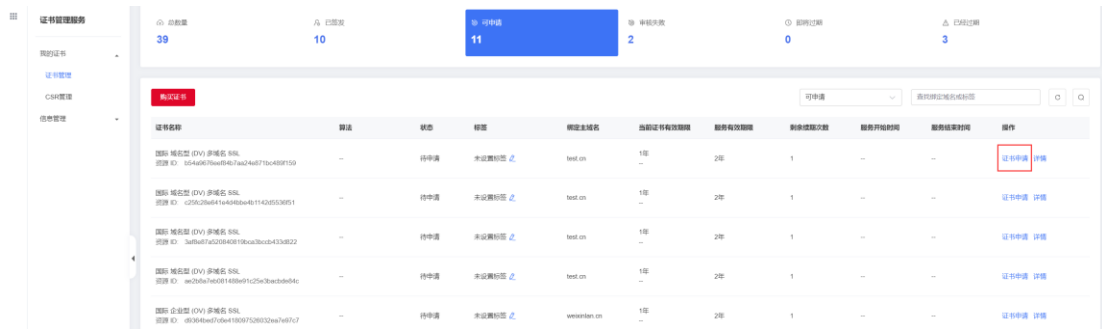 证书管理服务
我的证书
证书管理
CSR管理
信息管理
总数量
39
已签发
10
可申请
11
审核失败
2
即将过期
0
已经过期
3
购买证书
可申请
查询绑定域名或标签
证书名称 算法 状态 标签 绑定主域名 当前证书有效期限 服务有效期限 剩余续期次数 服务开始时间 服务结束时间 操作
国际 域名型 (DV) 多域名 SSL -- 待申请 未设置标签 test.cn 1年 2年 1 -- -- 证书申请 详情
资源 ID: b54a9676eef84b7aa24e871bc489f159 --
国际 域名型 (DV) 多域名 SSL -- 待申请 未设置标签 test.cn 1年 2年 1 -- -- 证书申请 详情
资源 ID: c25fc28e641e4d4bbe4b1142d5536f51 --
国际 域名型 (DV) 多域名 SSL -- 待申请 未设置标签 test.cn 1年 2年 1 -- -- 证书申请 详情
资源 ID: 3af9e87a520840819bca3bccb433d822 --
国际 域名型 (DV) 多域名 SSL -- 待申请 未设置标签 test.cn 1年 2年 1 -- -- 证书申请 详情
资源 ID: ae2b8a7eb081488e91c25e3bacbde84c --
国际 企业型 (OV) 多域名 SSL -- 待申请 未设置标签 weixinlan.cn 1年 2年 1 -- -- 证书申请 详情
资源 ID: d9364bed7c6e418097526032ea7e97c7 --